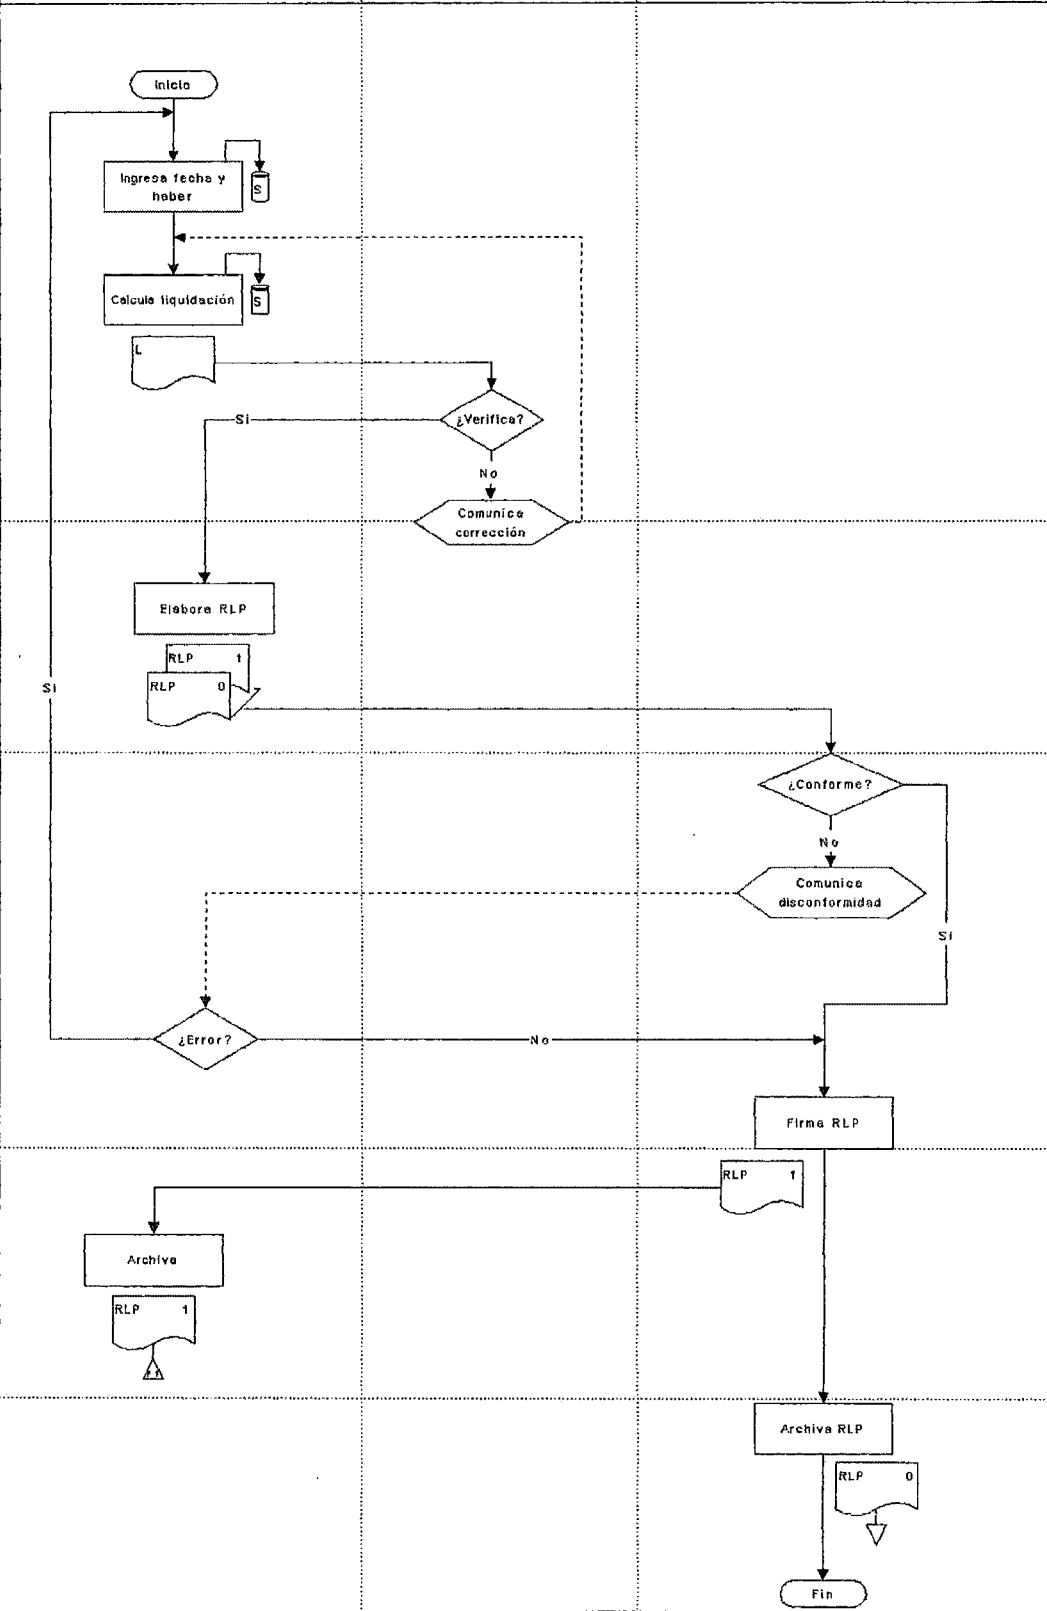 Inicio
Ingresa fecha y
haber
S
Calcula liquidación
S
L
¿Verifica?
Si
No
Comunica
corrección
Elabora RLP
RLP 1
RLP 0
Si
¿Conforme?
No
Comunica
disconformidad
Si
¿Error?
No
Firma RLP
RLP 1
Archiva
RLP 1
Archiva RLP
RLP 0
Fin